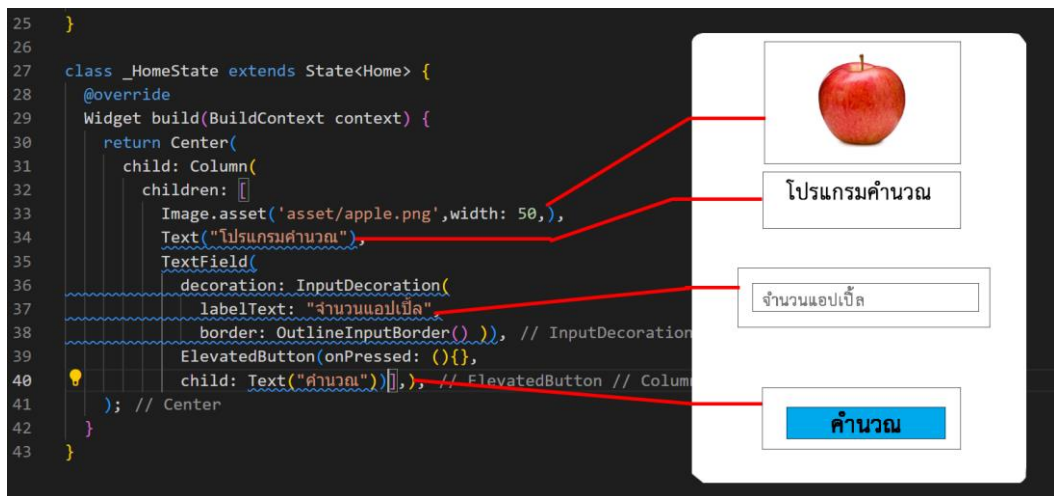 25 }
26
27 class _HomeState extends State<Home> {
28 @override
29 Widget build(BuildContext context) {
30 return Center(
31 child: Column(
32 children: [
33 Image.asset('asset/apple.png',width: 50,),
34 Text("โปรแกรมคำนวณ"),
35 TextField(
36 decoration: InputDecoration(
37 labelText: "จำนวนแอปเปิ้ล",
38 border: OutlineInputBorder() )), // InputDecoration
39 ElevatedButton(onPressed: (){},
40 child: Text("คำนวณ"))],), // ElevatedButton // Colum
41 ); // Center
42 }
43 }
โปรแกรมคำนวณ
จำนวนแอปเปิ้ล
คำนวณ